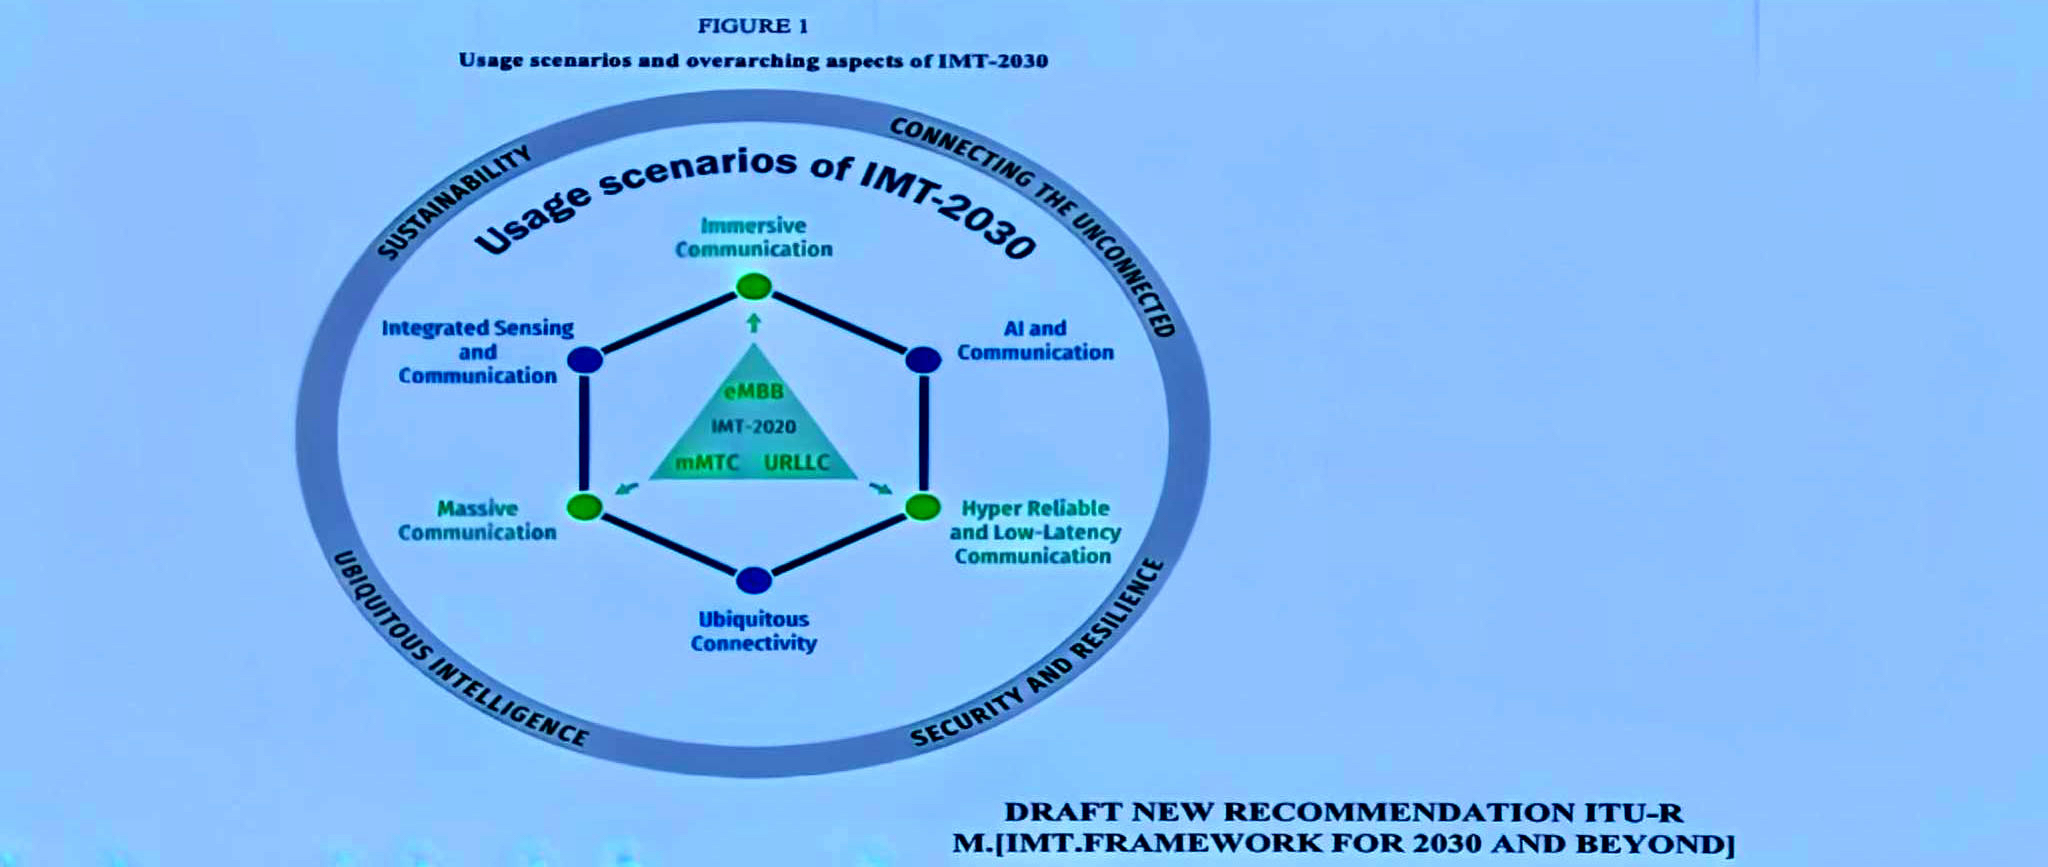 FIGURE 1
Usage scenarios and overarching aspects of IMT-2030
SUSTAINABILITY
CONNECTING THE UNCONNECTED
Usage scenarios of IMT-2030
Immersive
Communication
Integrated Sensing
and
Communication
AI and
Communication
eMBB
IMT-2020
mMTC URLLC
Massive
Communication
Hyper Reliable
and Low-Latency
Communication
Ubiquitous
Connectivity
UBIQUITOUS INTELLIGENCE
SECURITY AND RESILIENCE
DRAFT NEW RECOMMENDATION ITU-R
M.[IMT.FRAMEWORK FOR 2030 AND BEYOND]